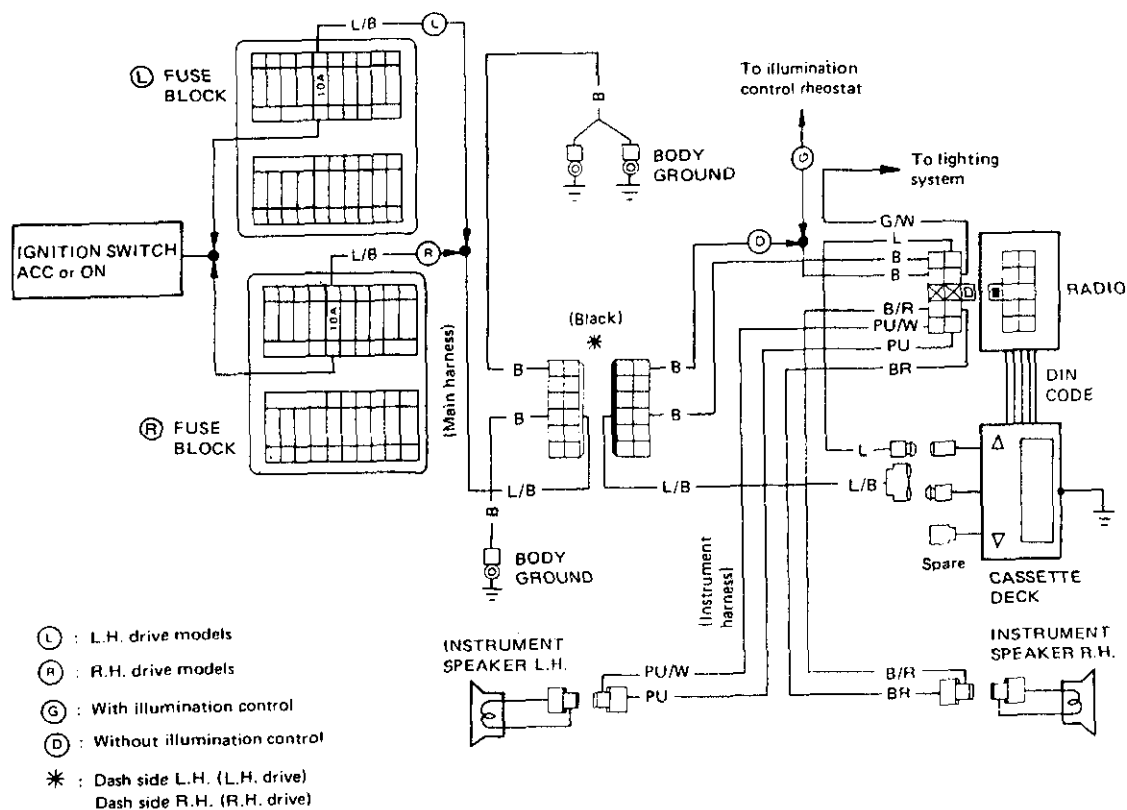 L/B
L
L FUSE
BLOCK
10A
B
BODY
GROUND
To illumination
control rheostat
G
To lighting
system
IGNITION SWITCH
ACC or ON
L/B
R
D
G/W
L
B
B
B/R
PU/W
PU
BR
RADIO
10A
R FUSE
BLOCK
(Main harness)
(Black)
*
B
B
B
B
DIN
CODE
L
L/B
L/B
L/B
B
BODY
GROUND
Spare
CASSETTE
DECK
(Instrument
harness)
INSTRUMENT
SPEAKER L.H.
PU/W
PU
INSTRUMENT
SPEAKER R.H.
B/R
BR
L : L.H. drive models
R : R.H. drive models
G : With illumination control
D : Without illumination control
* : Dash side L.H. (L.H. drive)
Dash side R.H. (R.H. drive)